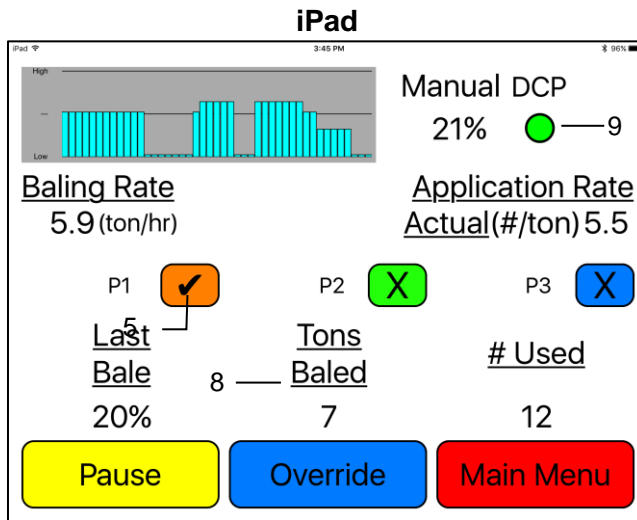 iPad
iPad 3:45 PM 96%
High
Manual DCP
—
21% 9
Low
Baling Rate Application Rate
5.9 (ton/hr) Actual(#/ton) 5.5
P1 ✔ P2 X P3 X
5
Last Tons # Used
8 Bale Baled
20% 7 12
Pause Override Main Menu